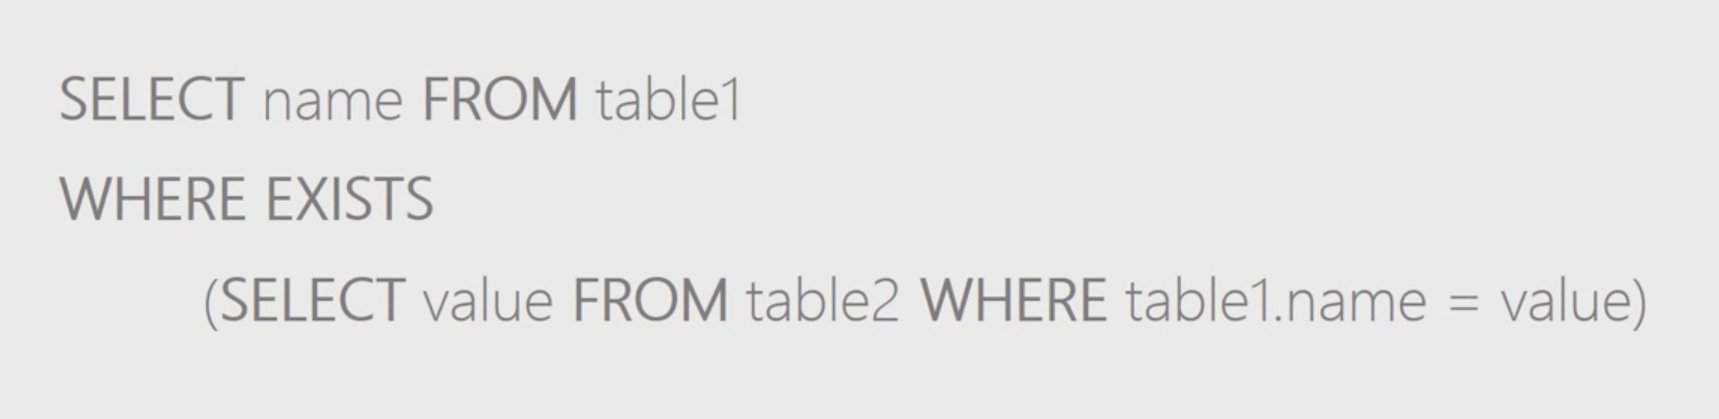 SELECT name FROM table1
WHERE EXISTS
(SELECT value FROM table2 WHERE table1.name = value)